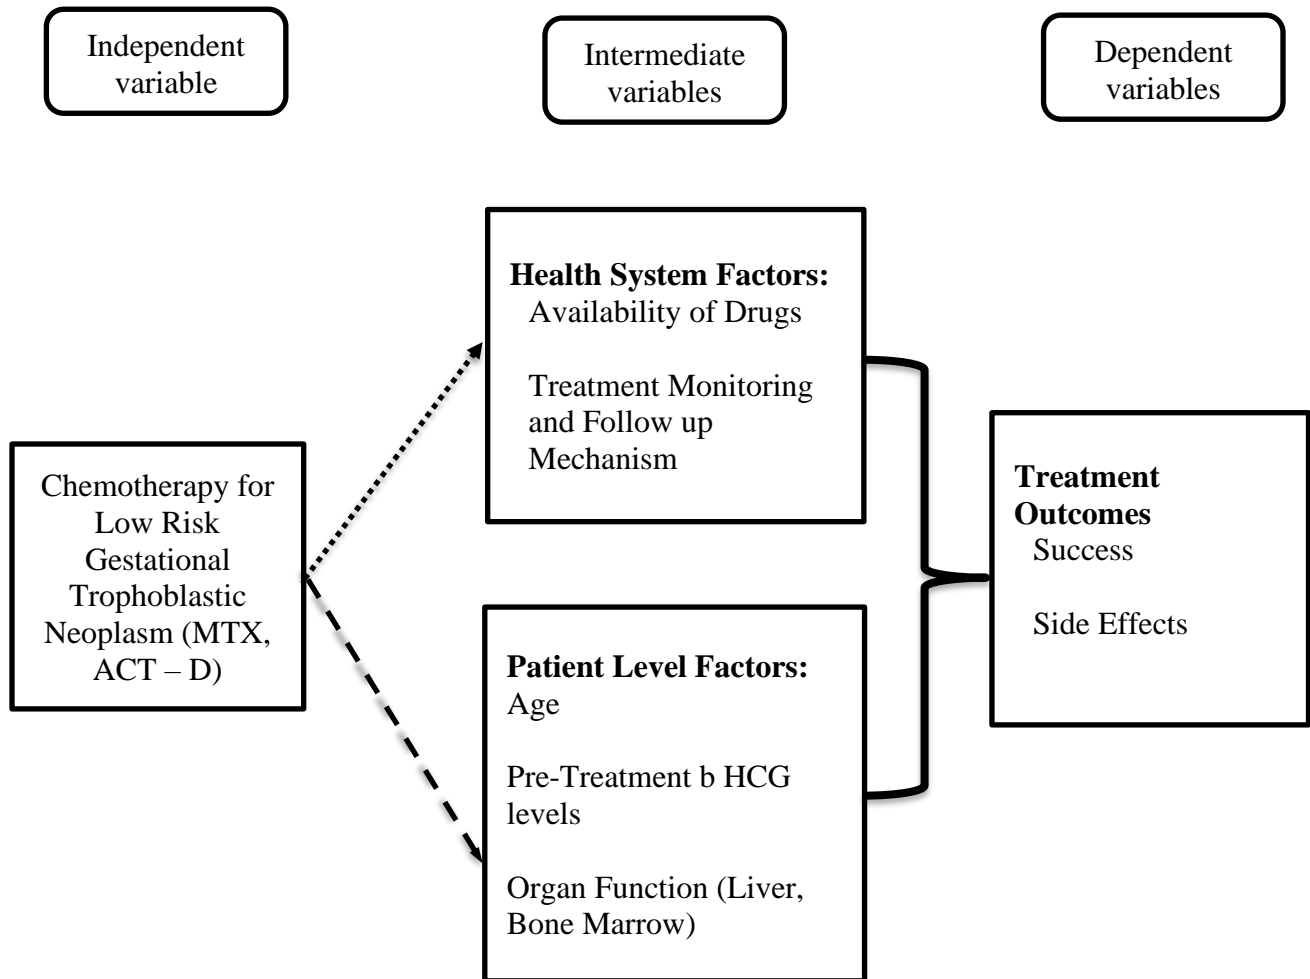 Independent
variable
Intermediate
variables
Dependent
variables
Health System Factors:
Availability of Drugs
Treatment Monitoring
and Follow up
Mechanism
Chemotherapy for
Low Risk
Gestational
Trophoblastic
Neoplasm (MTX,
ACT – D)
Patient Level Factors:
Age
Pre-Treatment b HCG
levels
Organ Function (Liver,
Bone Marrow)
Treatment
Outcomes
Success
Side Effects